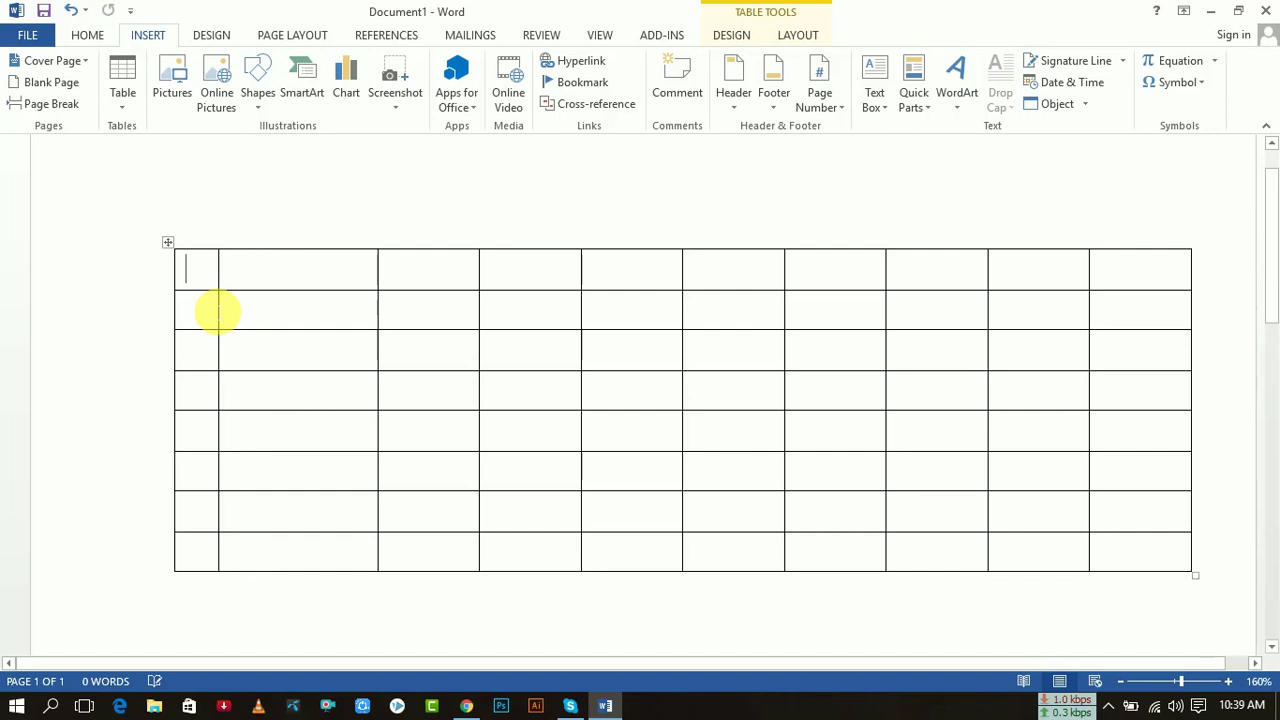 Document1 - Word
TABLE TOOLS
?
FILE
HOME
INSERT
DESIGN
PAGE LAYOUT
REFERENCES
MAILINGS
REVIEW
VIEW
ADD-INS
DESIGN
LAYOUT
Sign in
Cover Page
Blank Page
Page Break
Pages
Table
Tables
Pictures
Online
Pictures
Shapes
SmartArt
Chart
Screenshot
Illustrations
Apps for
Office
Apps
Online
Video
Media
Hyperlink
Bookmark
Cross-reference
Links
Comment
Comments
Header
Footer
Page
Number
Header & Footer
Text
Box
Quick
Parts
WordArt
Drop
Cap
Signature Line
Date & Time
Object
Text
Equation
Symbol
Symbols
PAGE 1 OF 1
0 WORDS
160%
1.0 kbps
0.3 kbps
10:39 AM